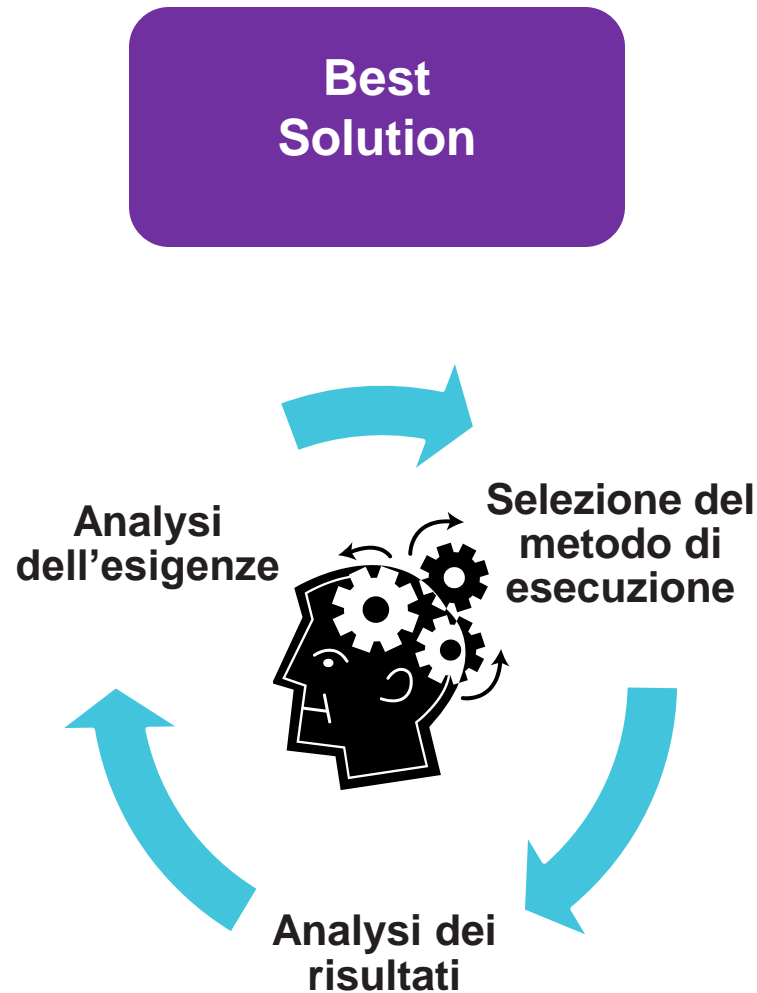 Best
Solution
Analysi
dell’esigenze
Selezione del
metodo di
esecuzione
Analysi dei
risultati